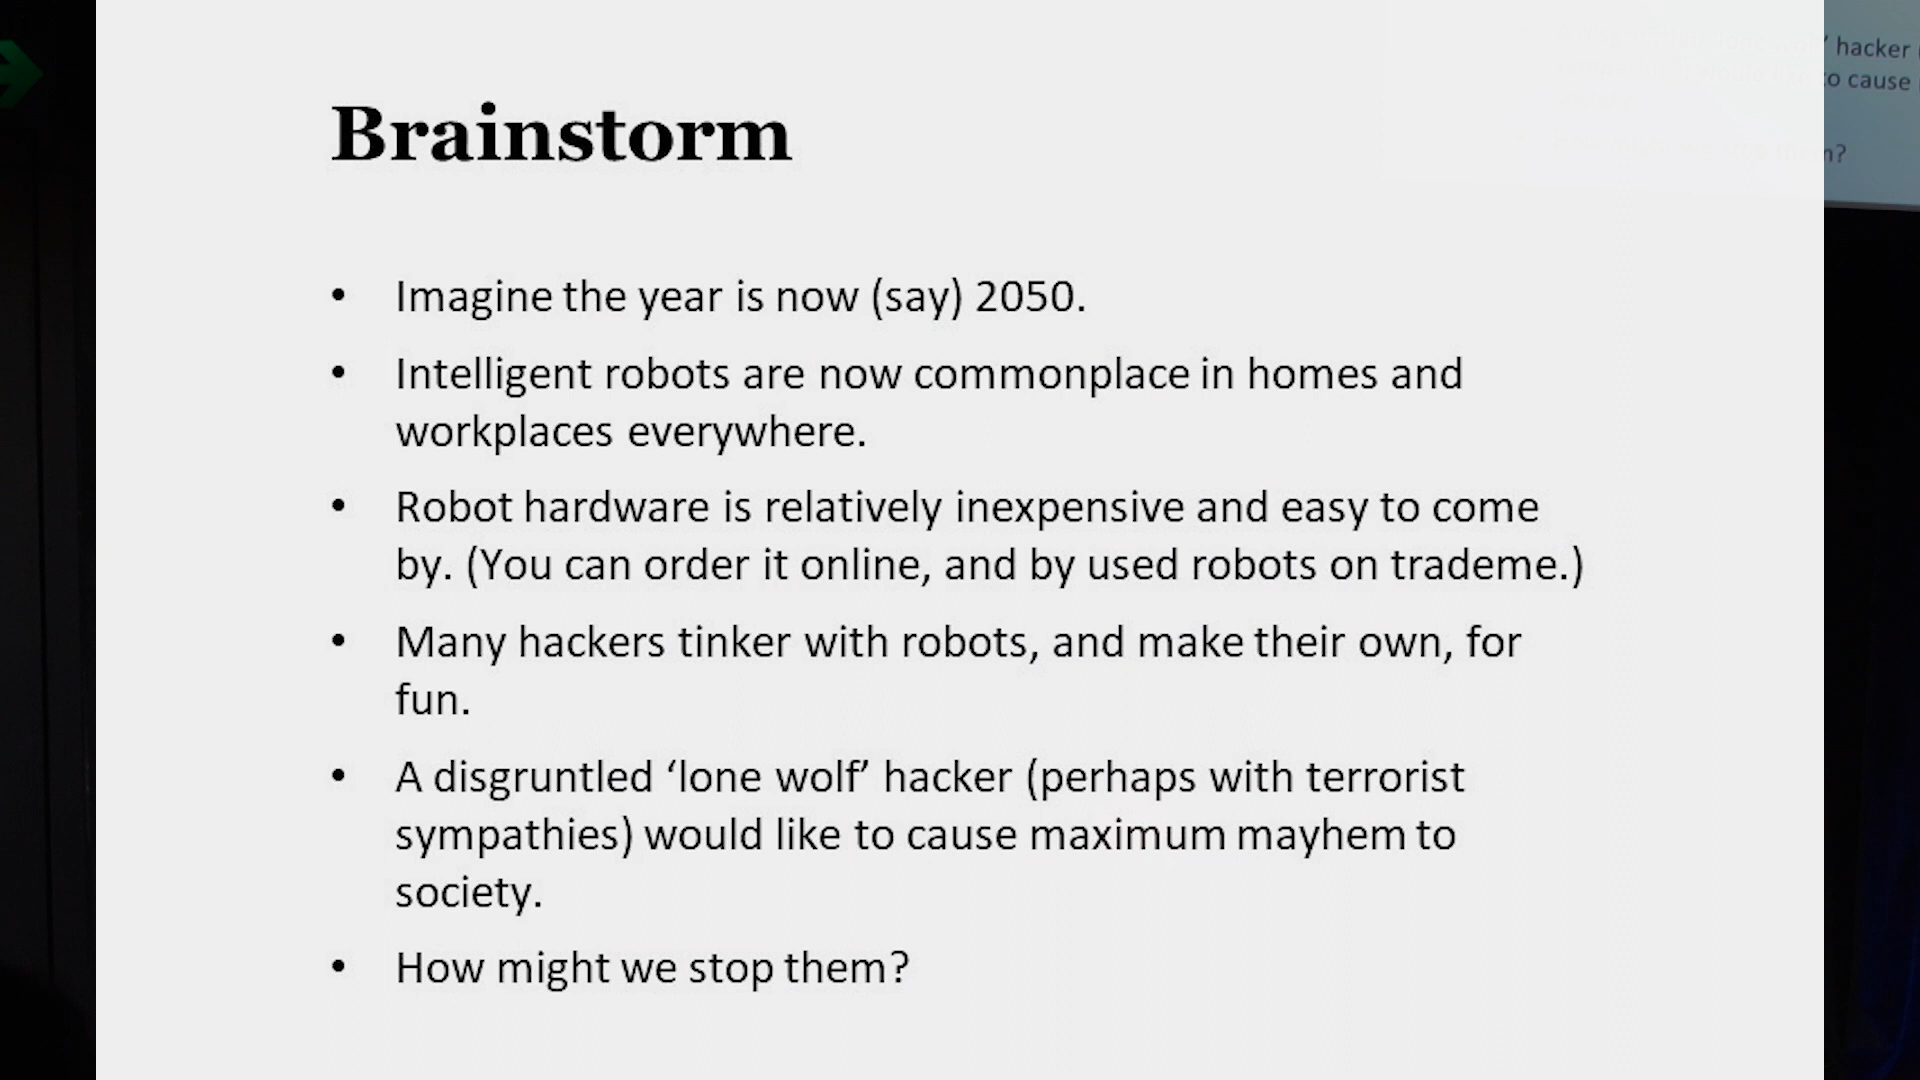 Brainstorm
• Imagine the year is now (say) 2050.
• Intelligent robots are now commonplace in homes and
workplaces everywhere.
• Robot hardware is relatively inexpensive and easy to come
by. (You can order it online, and by used robots on trademe.)
• Many hackers tinker with robots, and make their own, for
fun.
• A disgruntled ‘lone wolf’ hacker (perhaps with terrorist
sympathies) would like to cause maximum mayhem to
society.
• How might we stop them?
’ hacker
to cause